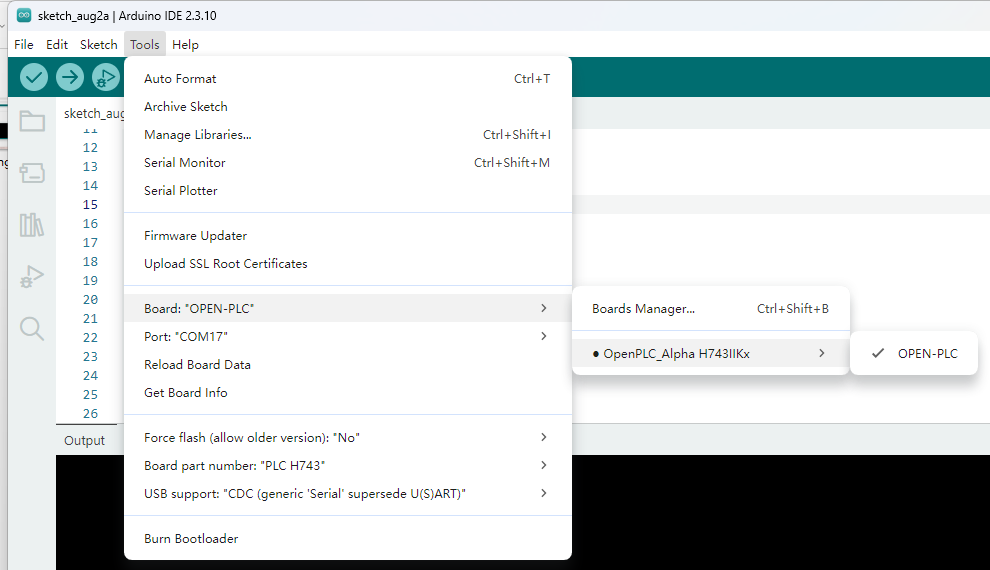 sketch_aug2a | Arduino IDE 2.3.10
File Edit Sketch Tools Help
Auto Format Ctrl+T
sketch_aug
Archive Sketch
Manage Libraries... Ctrl+Shift+I
Serial Monitor Ctrl+Shift+M
Serial Plotter
Firmware Updater
Upload SSL Root Certificates
Board: "OPEN-PLC"
Port: "COM17"
Reload Board Data
Get Board Info
Force flash (allow older version): "No"
Board part number: "PLC H743"
USB support: "CDC (generic 'Serial' supersede U(S)ART)"
Burn Bootloader
Boards Manager... Ctrl+Shift+B
● OpenPLC_Alpha H743IIKx
✓ OPEN-PLC
11
12
13
14
15
16
17
18
19
20
21
22
23
24
25
26
Output